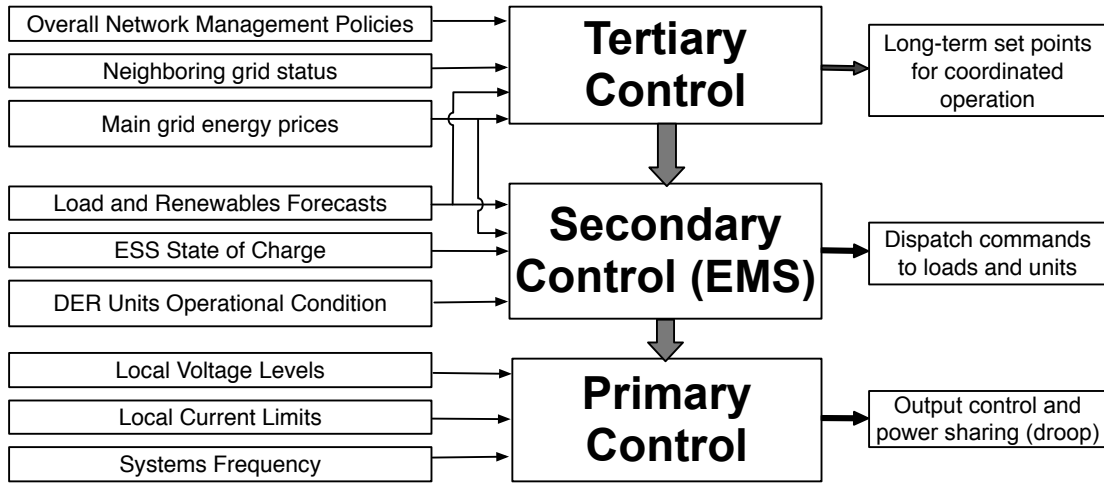 Overall Network Management Policies
Neighboring grid status
Main grid energy prices
Load and Renewables Forecasts
ESS State of Charge
DER Units Operational Condition
Local Voltage Levels
Local Current Limits
Systems Frequency
Tertiary
Control
Secondary
Control (EMS)
Primary
Control
Long-term set points
for coordinated
operation
Dispatch commands
to loads and units
Output control and
power sharing (droop)